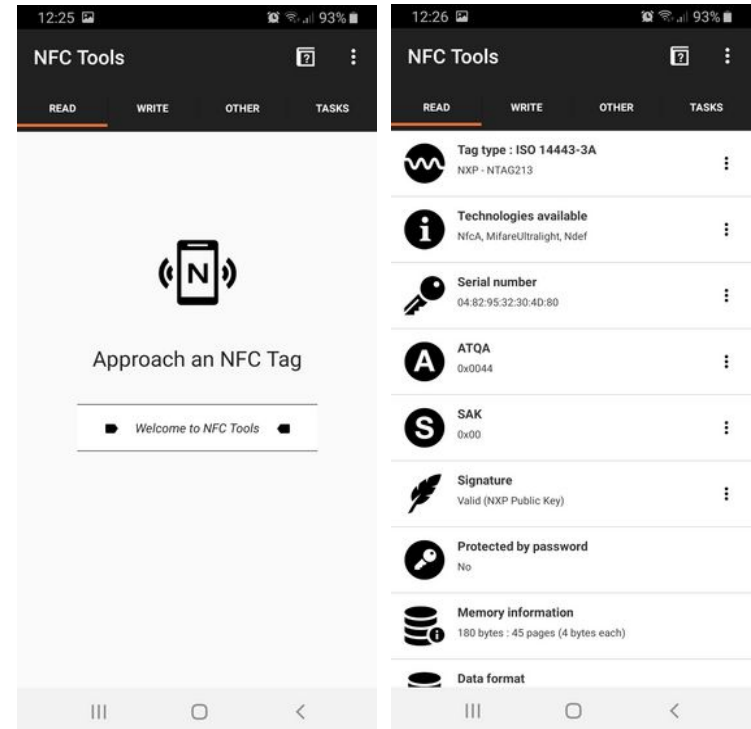 12:25 93%
NFC Tools
READ WRITE OTHER TASKS
N
Approach an NFC Tag
Welcome to NFC Tools
12:26 93%
NFC Tools
READ WRITE OTHER TASKS
Tag type : ISO 14443-3A
NXP - NTAG213
Technologies available
NfcA, MifareUltralight, Ndef
Serial number
04:82:95:32:30:4D:80
A
ATQA
0x0044
S
SAK
0x00
Signature
Valid (NXP Public Key)
Protected by password
No
Memory information
180 bytes : 45 pages (4 bytes each)
Data format